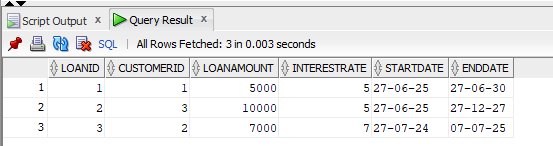 Script Output × Query Result ×
SQL | All Rows Fetched: 3 in 0.003 seconds
LOANID CUSTOMERID LOANAMOUNT INTERESTRATE STARTDATE ENDDATE
1 1 1 5000 5 27-06-25 27-06-30
2 2 3 10000 5 27-06-25 27-12-27
3 3 2 7000 7 27-07-24 07-07-25